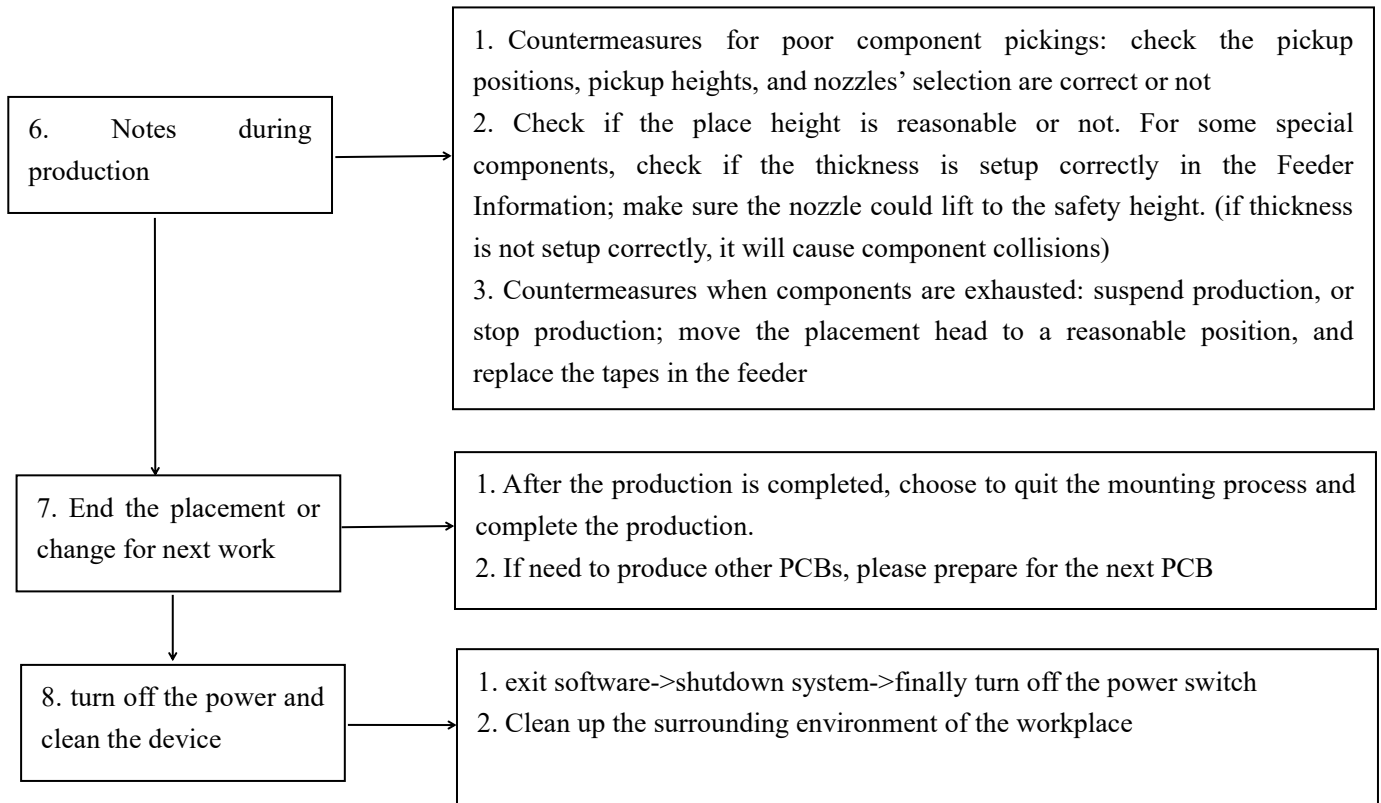 6. Notes during
production
1. Countermeasures for poor component pickings: check the pickup
positions, pickup heights, and nozzles’ selection are correct or not
2. Check if the place height is reasonable or not. For some special
components, check if the thickness is setup correctly in the Feeder
Information; make sure the nozzle could lift to the safety height. (if thickness
is not setup correctly, it will cause component collisions)
3. Countermeasures when components are exhausted: suspend production, or
stop production; move the placement head to a reasonable position, and
replace the tapes in the feeder
7. End the placement or
change for next work
1. After the production is completed, choose to quit the mounting process and
complete the production.
2. If need to produce other PCBs, please prepare for the next PCB
8. turn off the power and
clean the device
1. exit software->shutdown system->finally turn off the power switch
2. Clean up the surrounding environment of the workplace